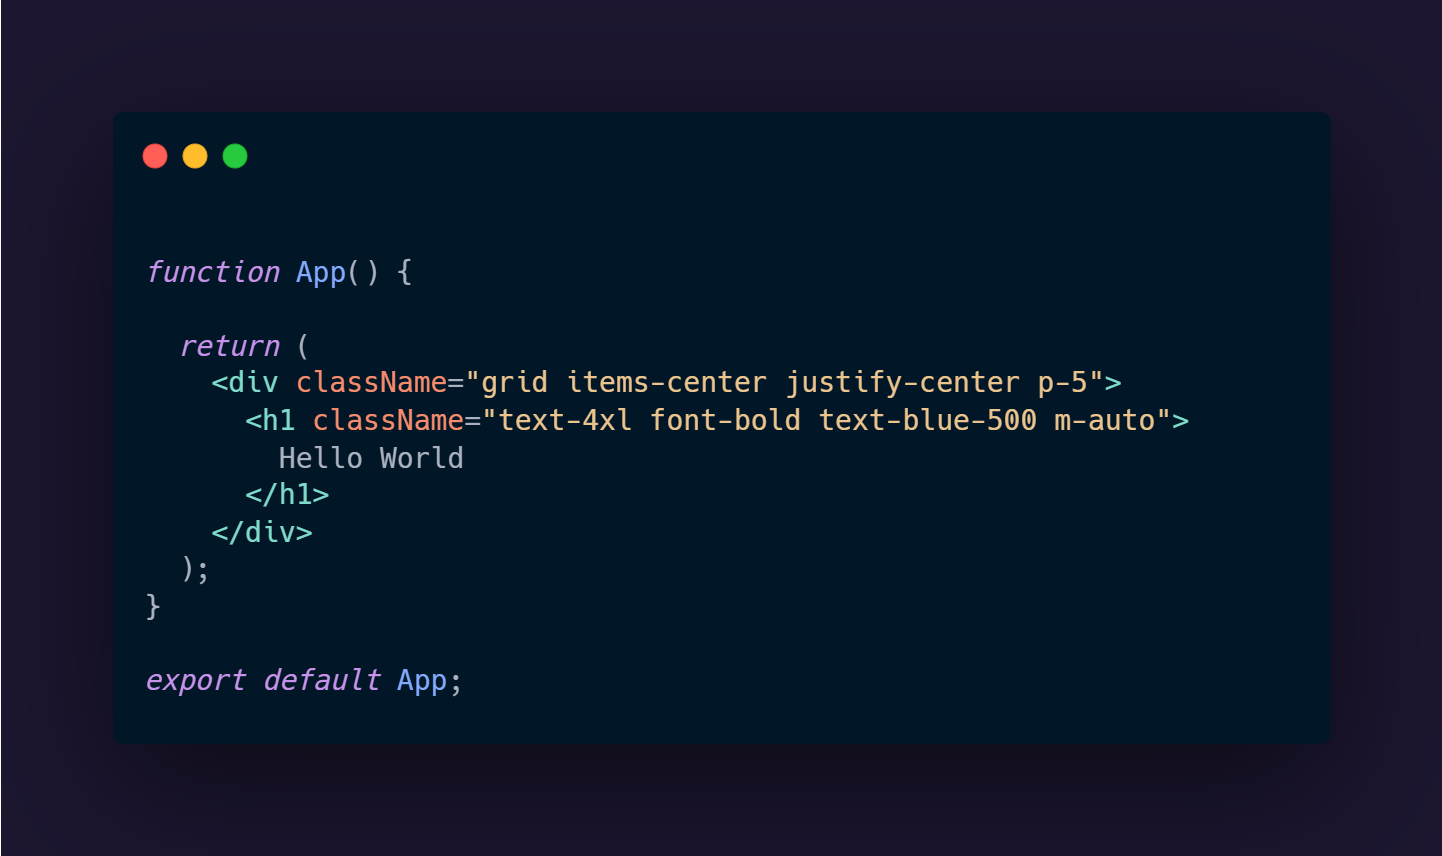 function App() {
  return (
    <div className="grid items-center justify-center p-5">
      <h1 className="text-4xl font-bold text-blue-500 m-auto">
        Hello World
      </h1>
    </div>
  );
}
export default App;